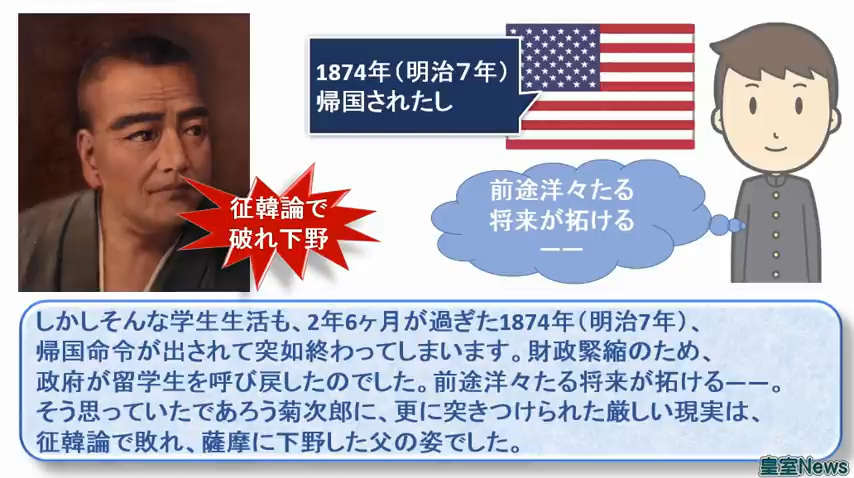 1874年（明治７年）
帰国されたし
征韓論で
破れ下野
前途洋々たる
将来が拓ける
——
しかしそんな学生生活も、2年6ヶ月が過ぎた1874年（明治7年）、
帰国命令が出されて突如終わってしまいます。財政緊縮のため、
政府が留学生を呼び戻したのでした。前途洋々たる将来が拓ける——。
そう思っていたであろう菊次郎に、更に突きつけられた厳しい現実は、
征韓論で敗れ、薩摩に下野した父の姿でした。
皇室News